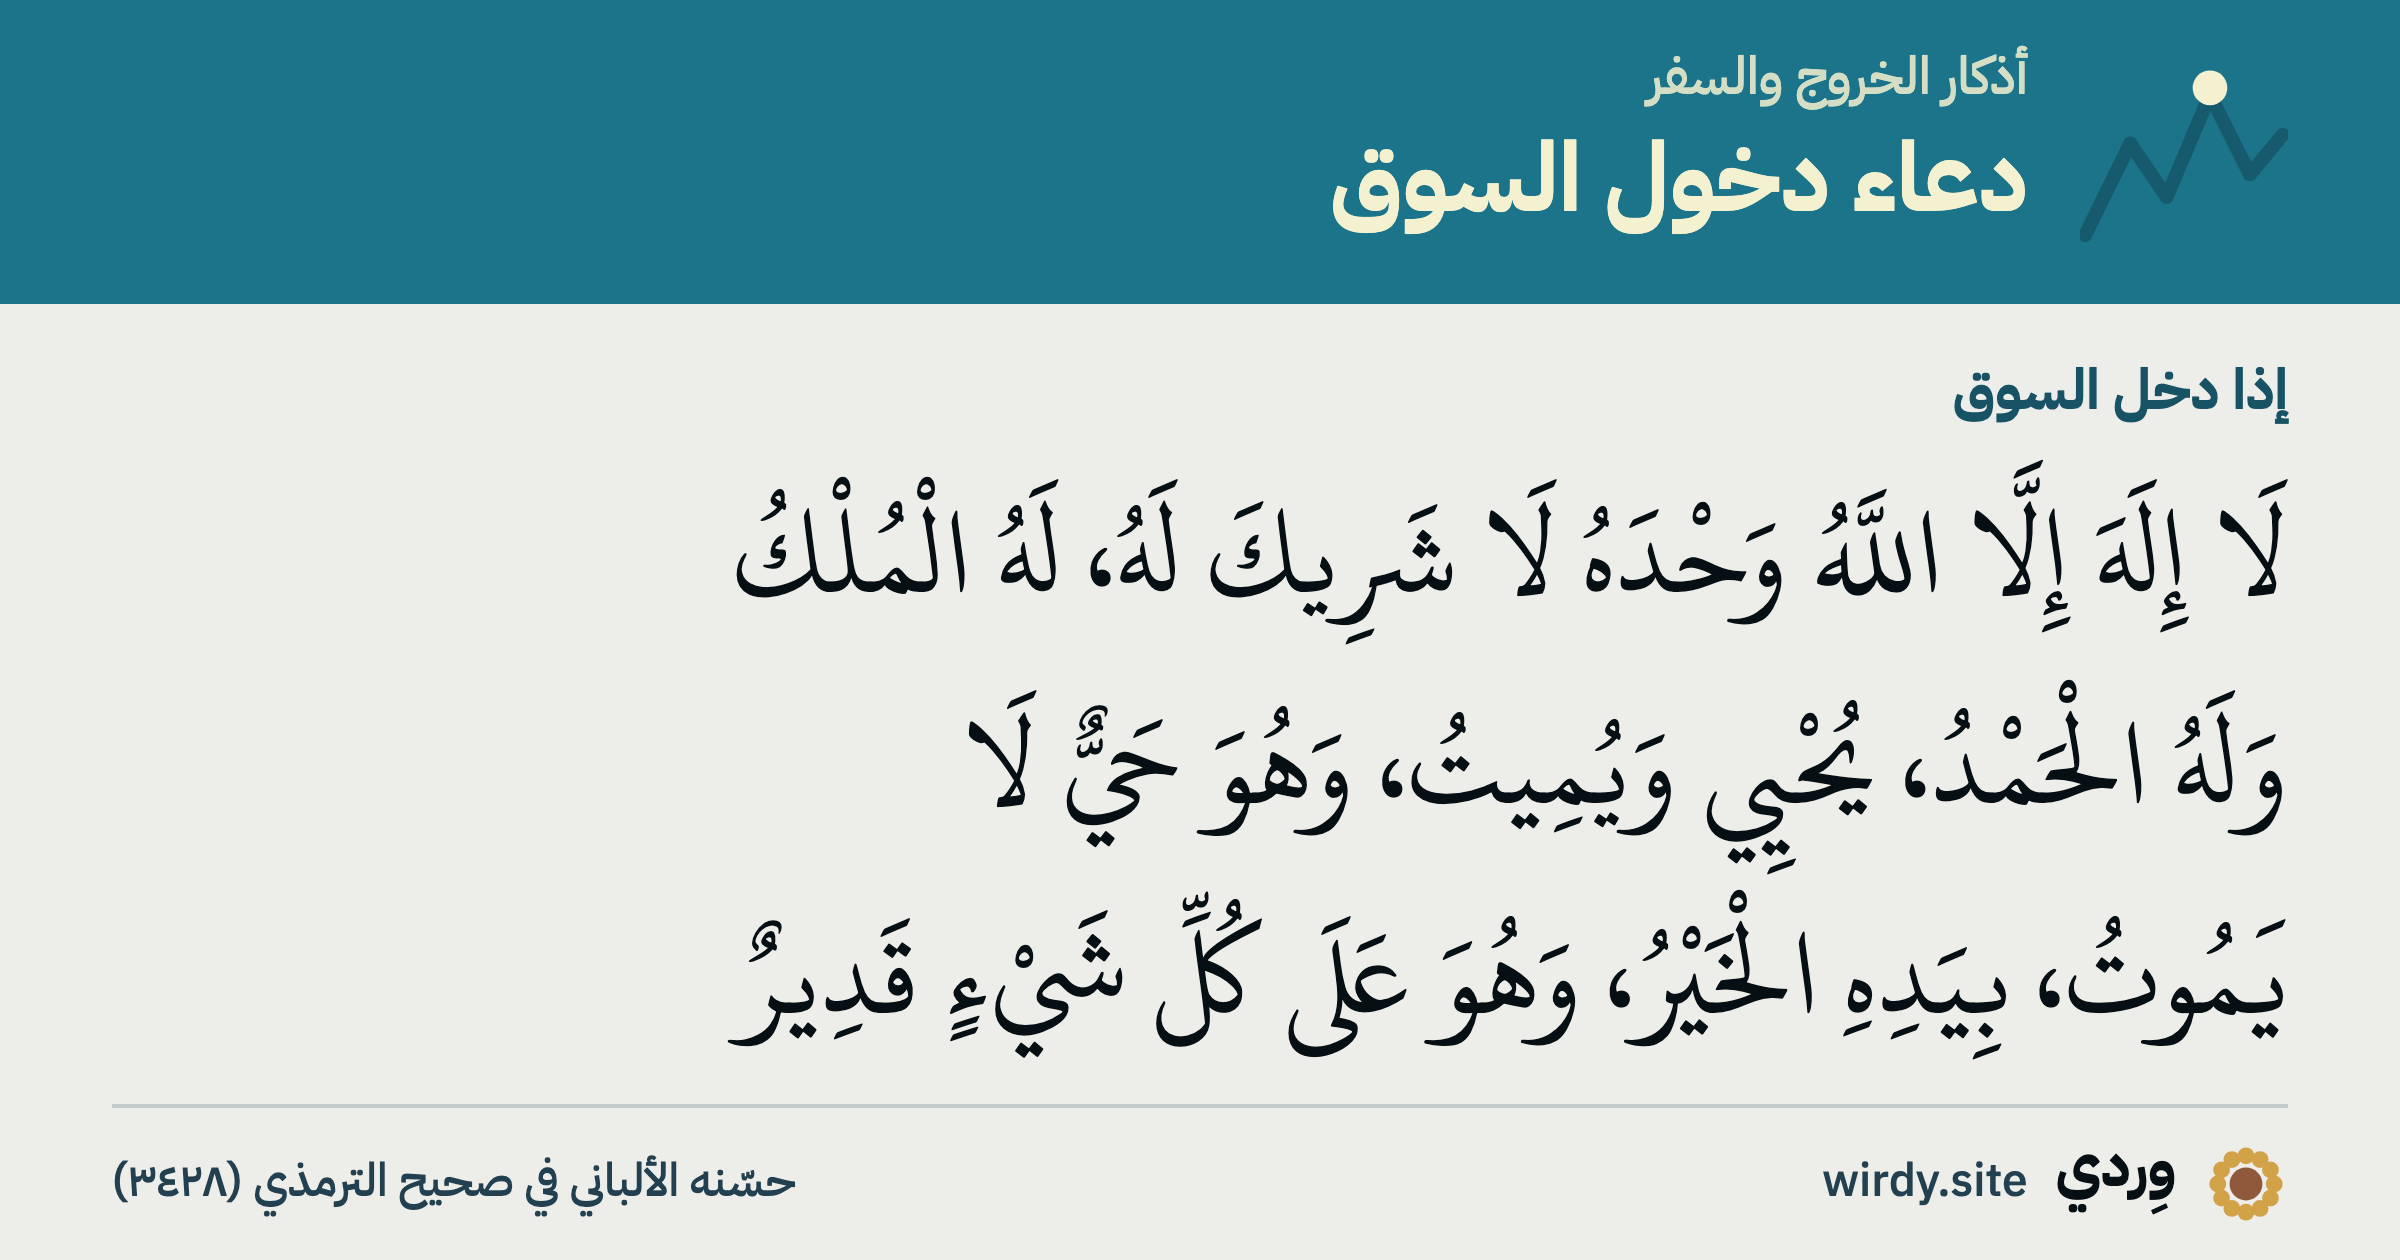 أذكار الخروج والسفر
دعاء دخول السوق
إذا دخل السوق
لَا إِلَهَ إِلَّا اللَّهُ وَحْدَهُ لَا شَرِيكَ لَهُ، لَهُ الْمُلْكُ
وَلَهُ الْحَمْدُ، يُحْيِي وَيُمِيتُ، وَهُوَ حَيٌّ لَا
يَمُوتُ، بِيَدِهِ الْخَيْرُ، وَهُوَ عَلَى كُلِّ شَيْءٍ قَدِيرٌ
وِردي wirdy.site
حسّنه الألباني في صحيح الترمذي (٣٤٢٨)